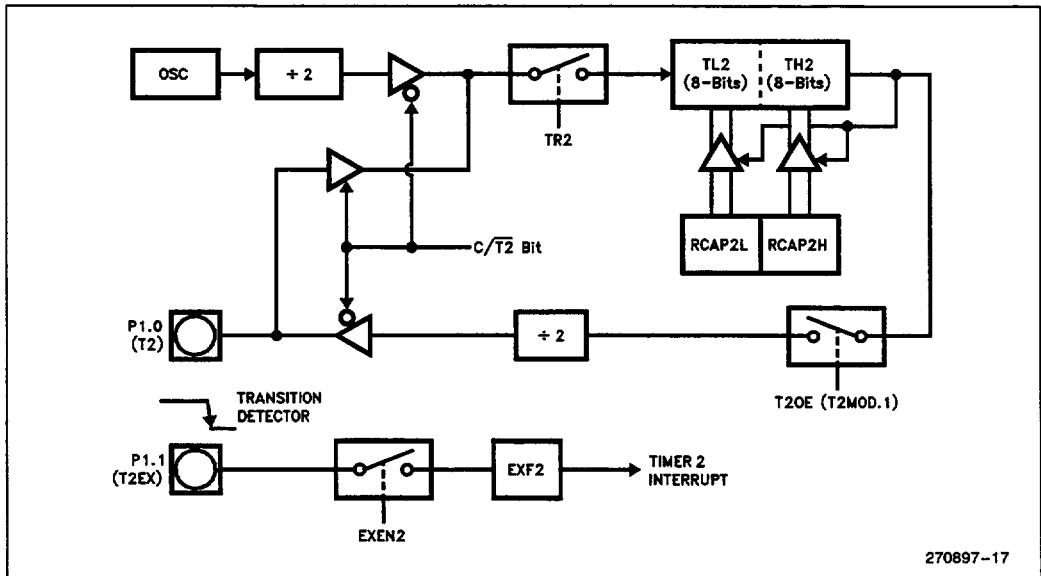 OSC
÷ 2
TR2
TL2
(8-Bits)
TH2
(8-Bits)
RCAP2L
RCAP2H
C/T̅2̅ Bit
P1.0
(T2)
÷ 2
T2OE (T2MOD.1)
TRANSITION
DETECTOR
P1.1
(T2EX)
EXF2
TIMER 2
INTERRUPT
EXEN2
270897-17